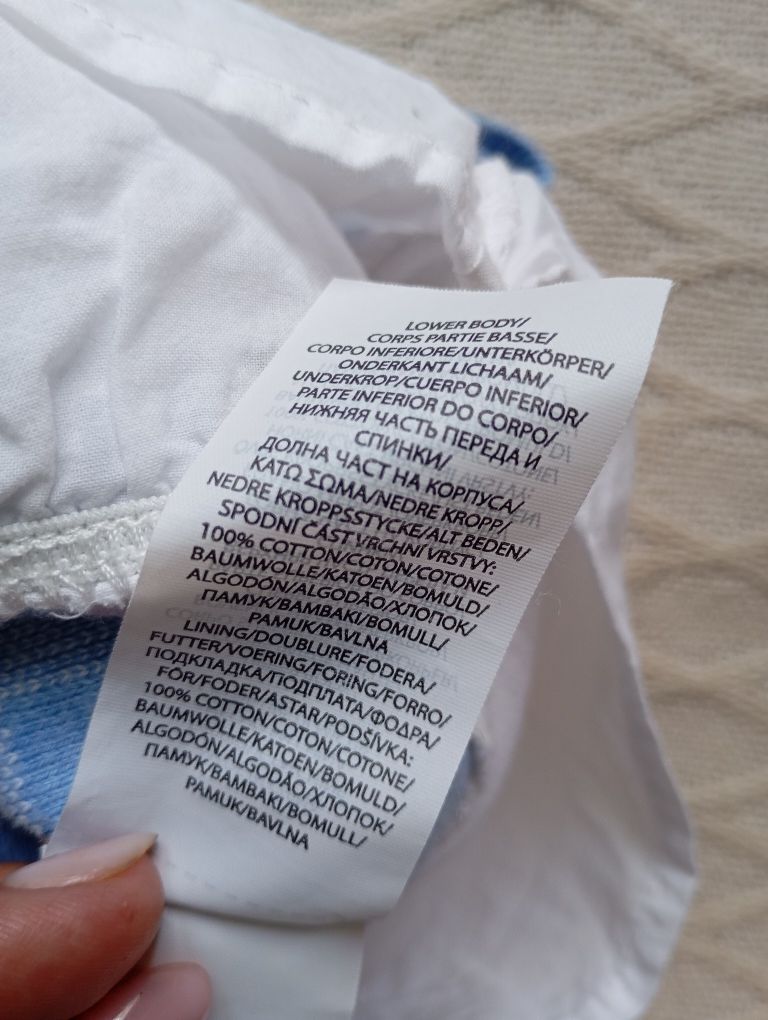 LOWER BODY/
CORPS PARTIE BASSE/
CORPO INFERIORE/UNTERKÖRPER/
ONDERKANT LICHAAM/
UNDERKROP/CUERPO INFERIOR/
PARTE INFERIOR DO CORPO/
НИЖНЯЯ ЧАСТЬ ПЕРЕДА И
СПИНКИ/
ДОЛНА ЧАСТ НА КОРПУСА/
ΚΑΤΩ ΣΩΜΑ/NEDRE KROPP/
NEDRE KROPPSSTYCKE/ALT BEDEN/
SPODNÍ ČÁST VRCHNÍ VRSTVY:
100% COTTON/COTON/COTONE/
BAUMWOLLE/KATOEN/BOMULD/
ALGODÓN/ALGODÃO/ХЛОПОК/
ПАМУК/ΒΑΜΒΑΚΙ/BOMULL/
PAMUK/BAVLNA
LINING/DOUBLURE/FODERA/
FUTTER/VOERING/FORING/FORRO/
ПОДКЛАДКА/ПОДПЛАТА/ΦΟΔΡΑ/
FÔR/FODER/ASTAR/PODŠÍVKA:
100% COTTON/COTON/COTONE/
BAUMWOLLE/KATOEN/BOMULD/
ALGODÓN/ALGODÃO/ХЛОПОК/
ПАМУК/ΒΑΜΒΑΚΙ/BOMULL/
PAMUK/BAVLNA